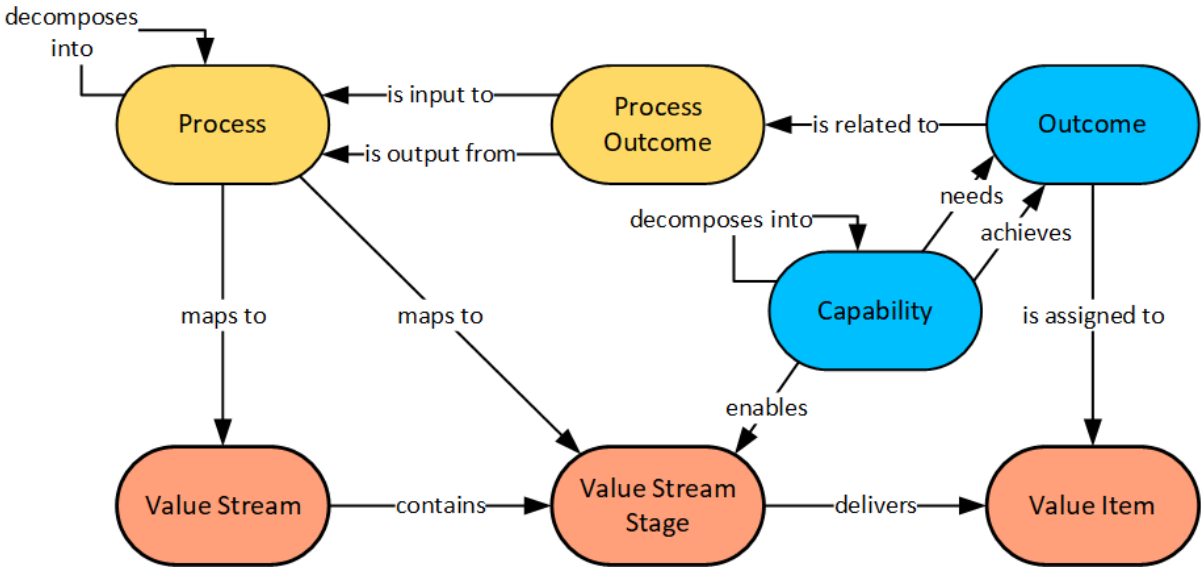 decomposes
into
Process
is input to
is output from
Process
Outcome
is related to
Outcome
needs
achieves
decomposes into
Capability
maps to
maps to
is assigned to
enables
Value Stream
contains
Value Stream
Stage
delivers
Value Item